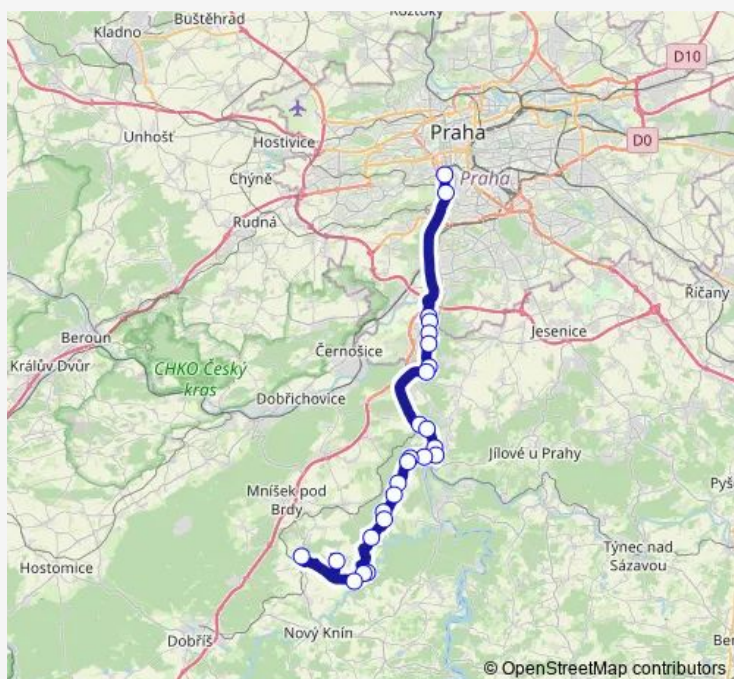 Roztoky
Buštěhrad
Kladno
D10
Unhošť
Praha
Hostivice
D0
Chýně
Praha
Rudná
Říčany
Beroun
Jesenice
Černošice
Králův Dvůr
CHKO Český
kras
Dobřichovice
Jílové u Prahy
Mníšek pod
Brdy
Pyš
Týnec nad
Sázavou
Hostomice
Nový Knín
Dobříš
Ber
© OpenStreetMap contributors